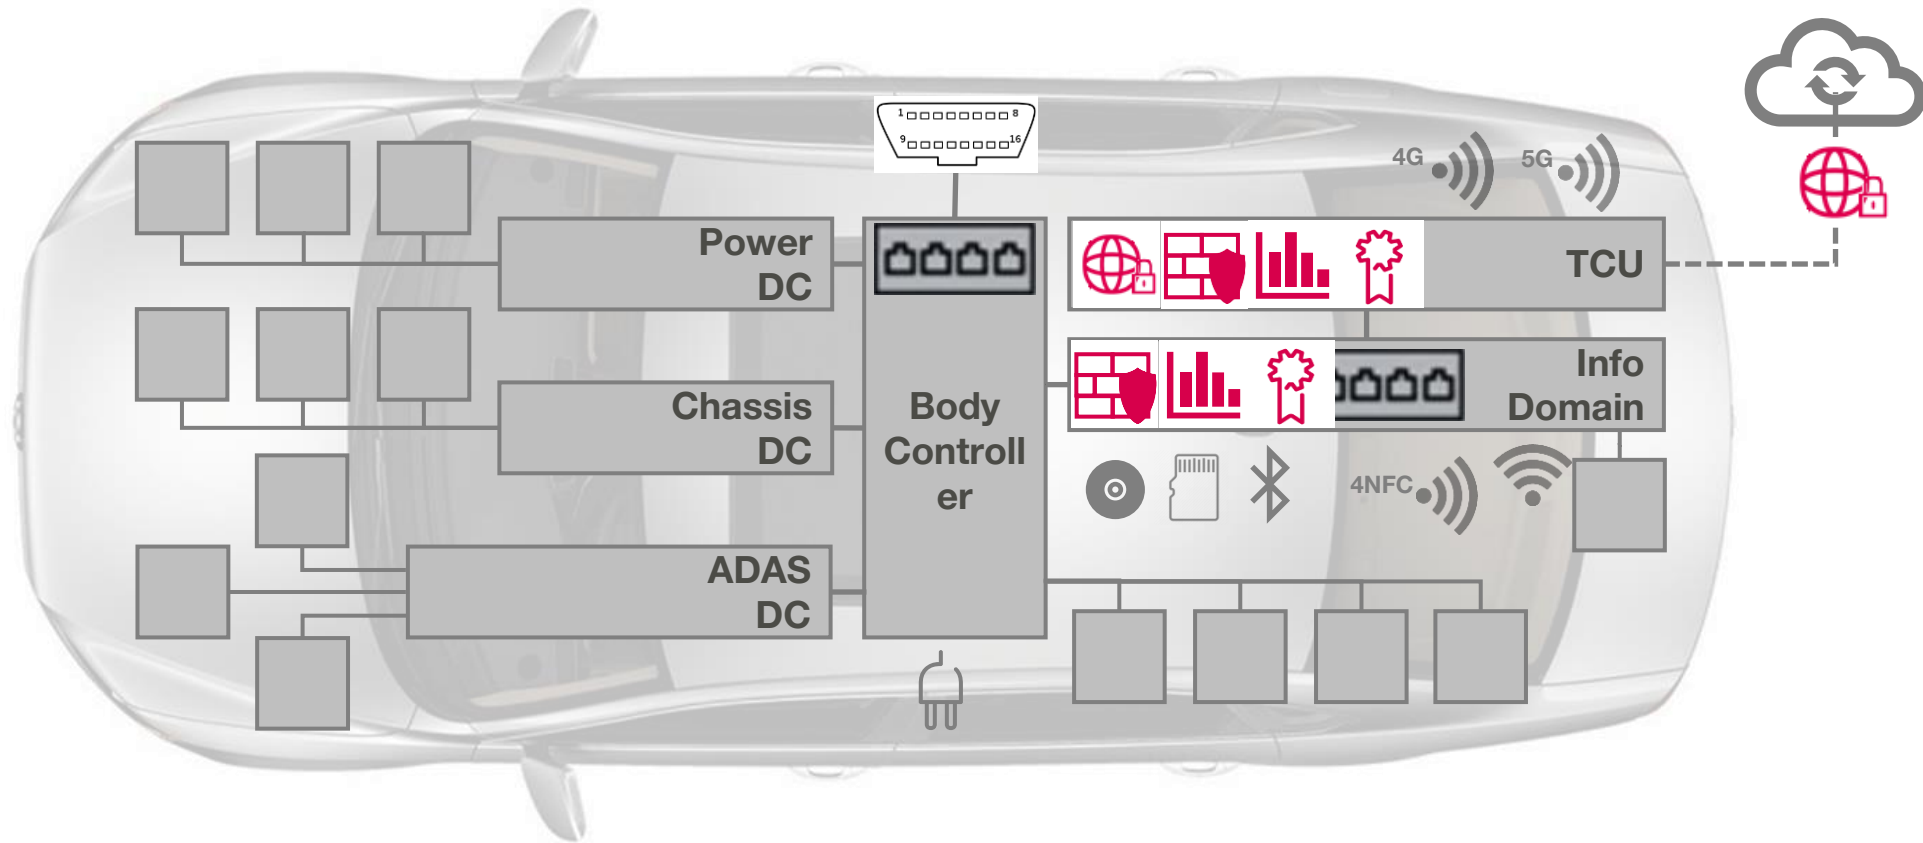 1 8
9 16
4G
5G
Power
DC
TCU
Info
Domain
Chassis
DC
Body
Controll
er
4NFC
ADAS
DC